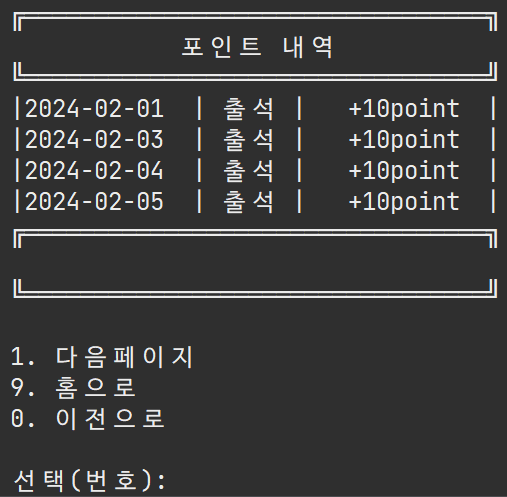 포인트 내역
|2024-02-01 | 출석 | +10point |
|2024-02-03 | 출석 | +10point |
|2024-02-04 | 출석 | +10point |
|2024-02-05 | 출석 | +10point |
1. 다음페이지
9. 홈으로
0. 이전으로
선택(번호):